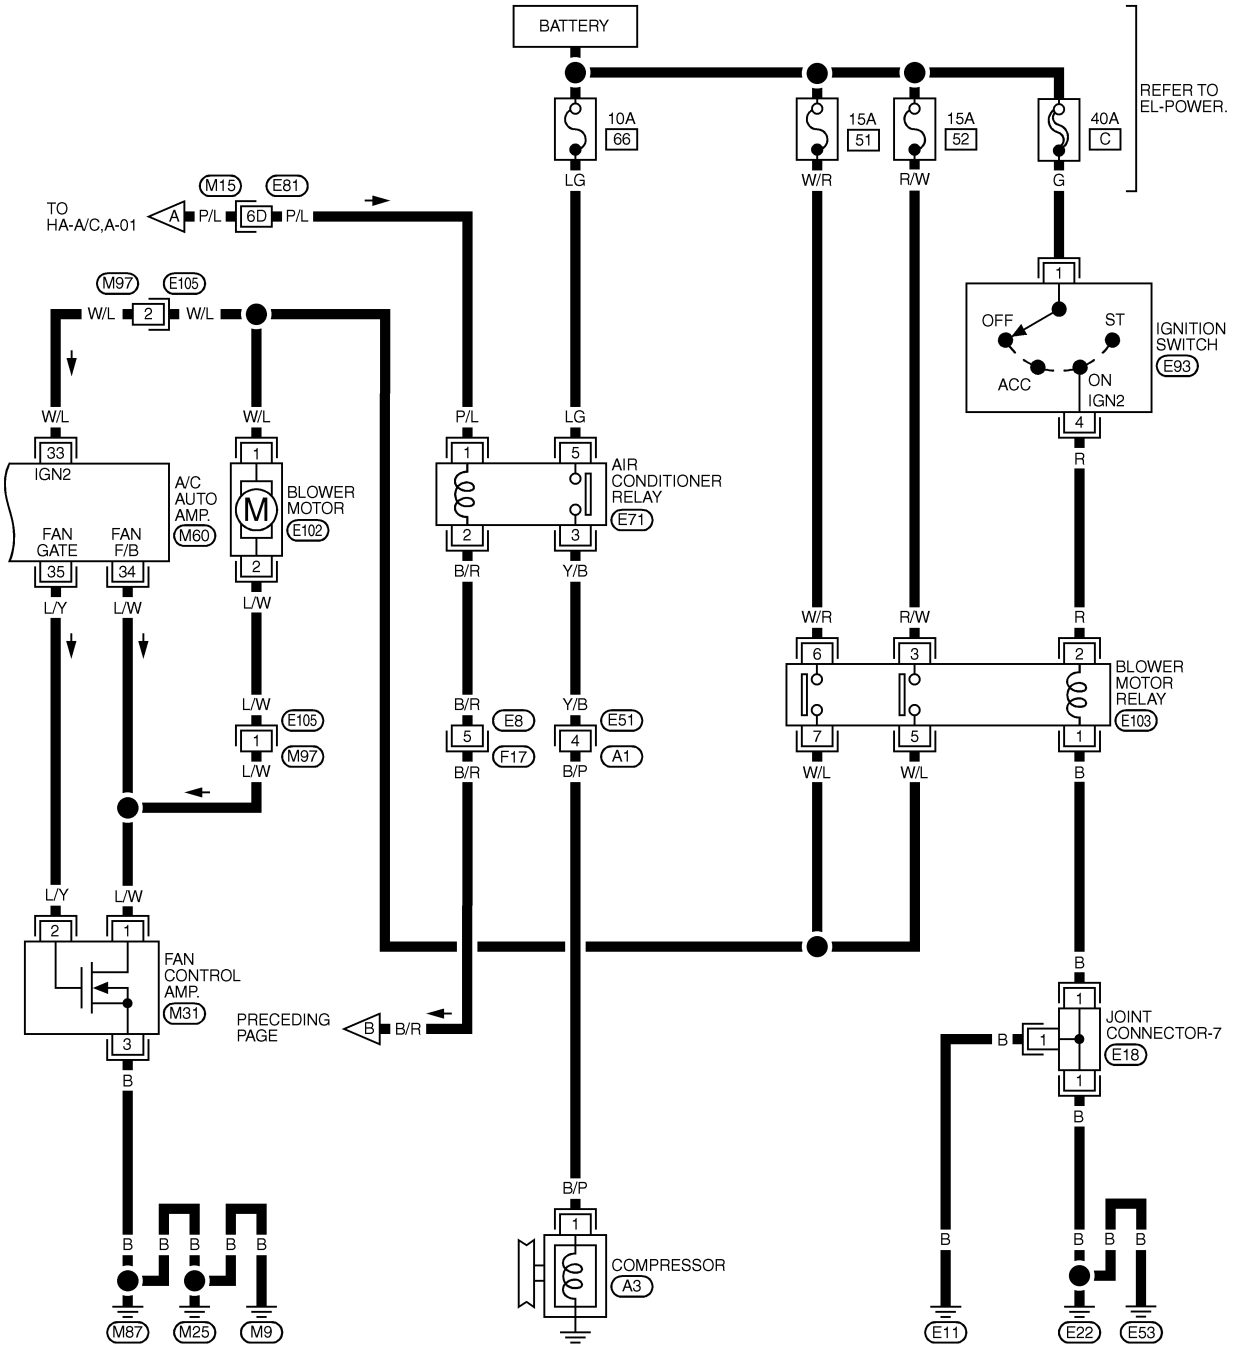 BATTERY
REFER TO
EL-POWER.
10A
66
15A
51
15A
52
40A
C
LG
W/R
R/W
G
M15
E81
TO
HA-A/C,A-01
A
P/L
6D
P/L
M97
E105
W/L
2
W/L
1
OFF
ST
ACC
ON
IGN2
IGNITION
SWITCH
E93
4
R
W/L
W/L
P/L
LG
33
IGN2
1
1
5
A/C
AUTO
AMP.
M60
FAN
GATE
FAN
F/B
35
34
M
BLOWER
MOTOR
E102
2
AIR
CONDITIONER
RELAY
E71
2
3
L/Y
L/W
L/W
B/R
Y/B
W/R
R/W
R
6
3
2
BLOWER
MOTOR
RELAY
E103
7
5
1
L/W
E105
1
M97
L/W
B/R
E8
5
F17
B/R
Y/B
E51
4
A1
B/P
W/L
W/L
B
L/Y
L/W
2
1
FAN
CONTROL
AMP.
M31
3
B
PRECEDING
PAGE
B
B/R
B
1
B
1
JOINT
CONNECTOR-7
E18
1
B
B/P
1
COMPRESSOR
A3
B
B
B
B
B
B
B
B
B
M87
M25
M9
E11
E22
E53